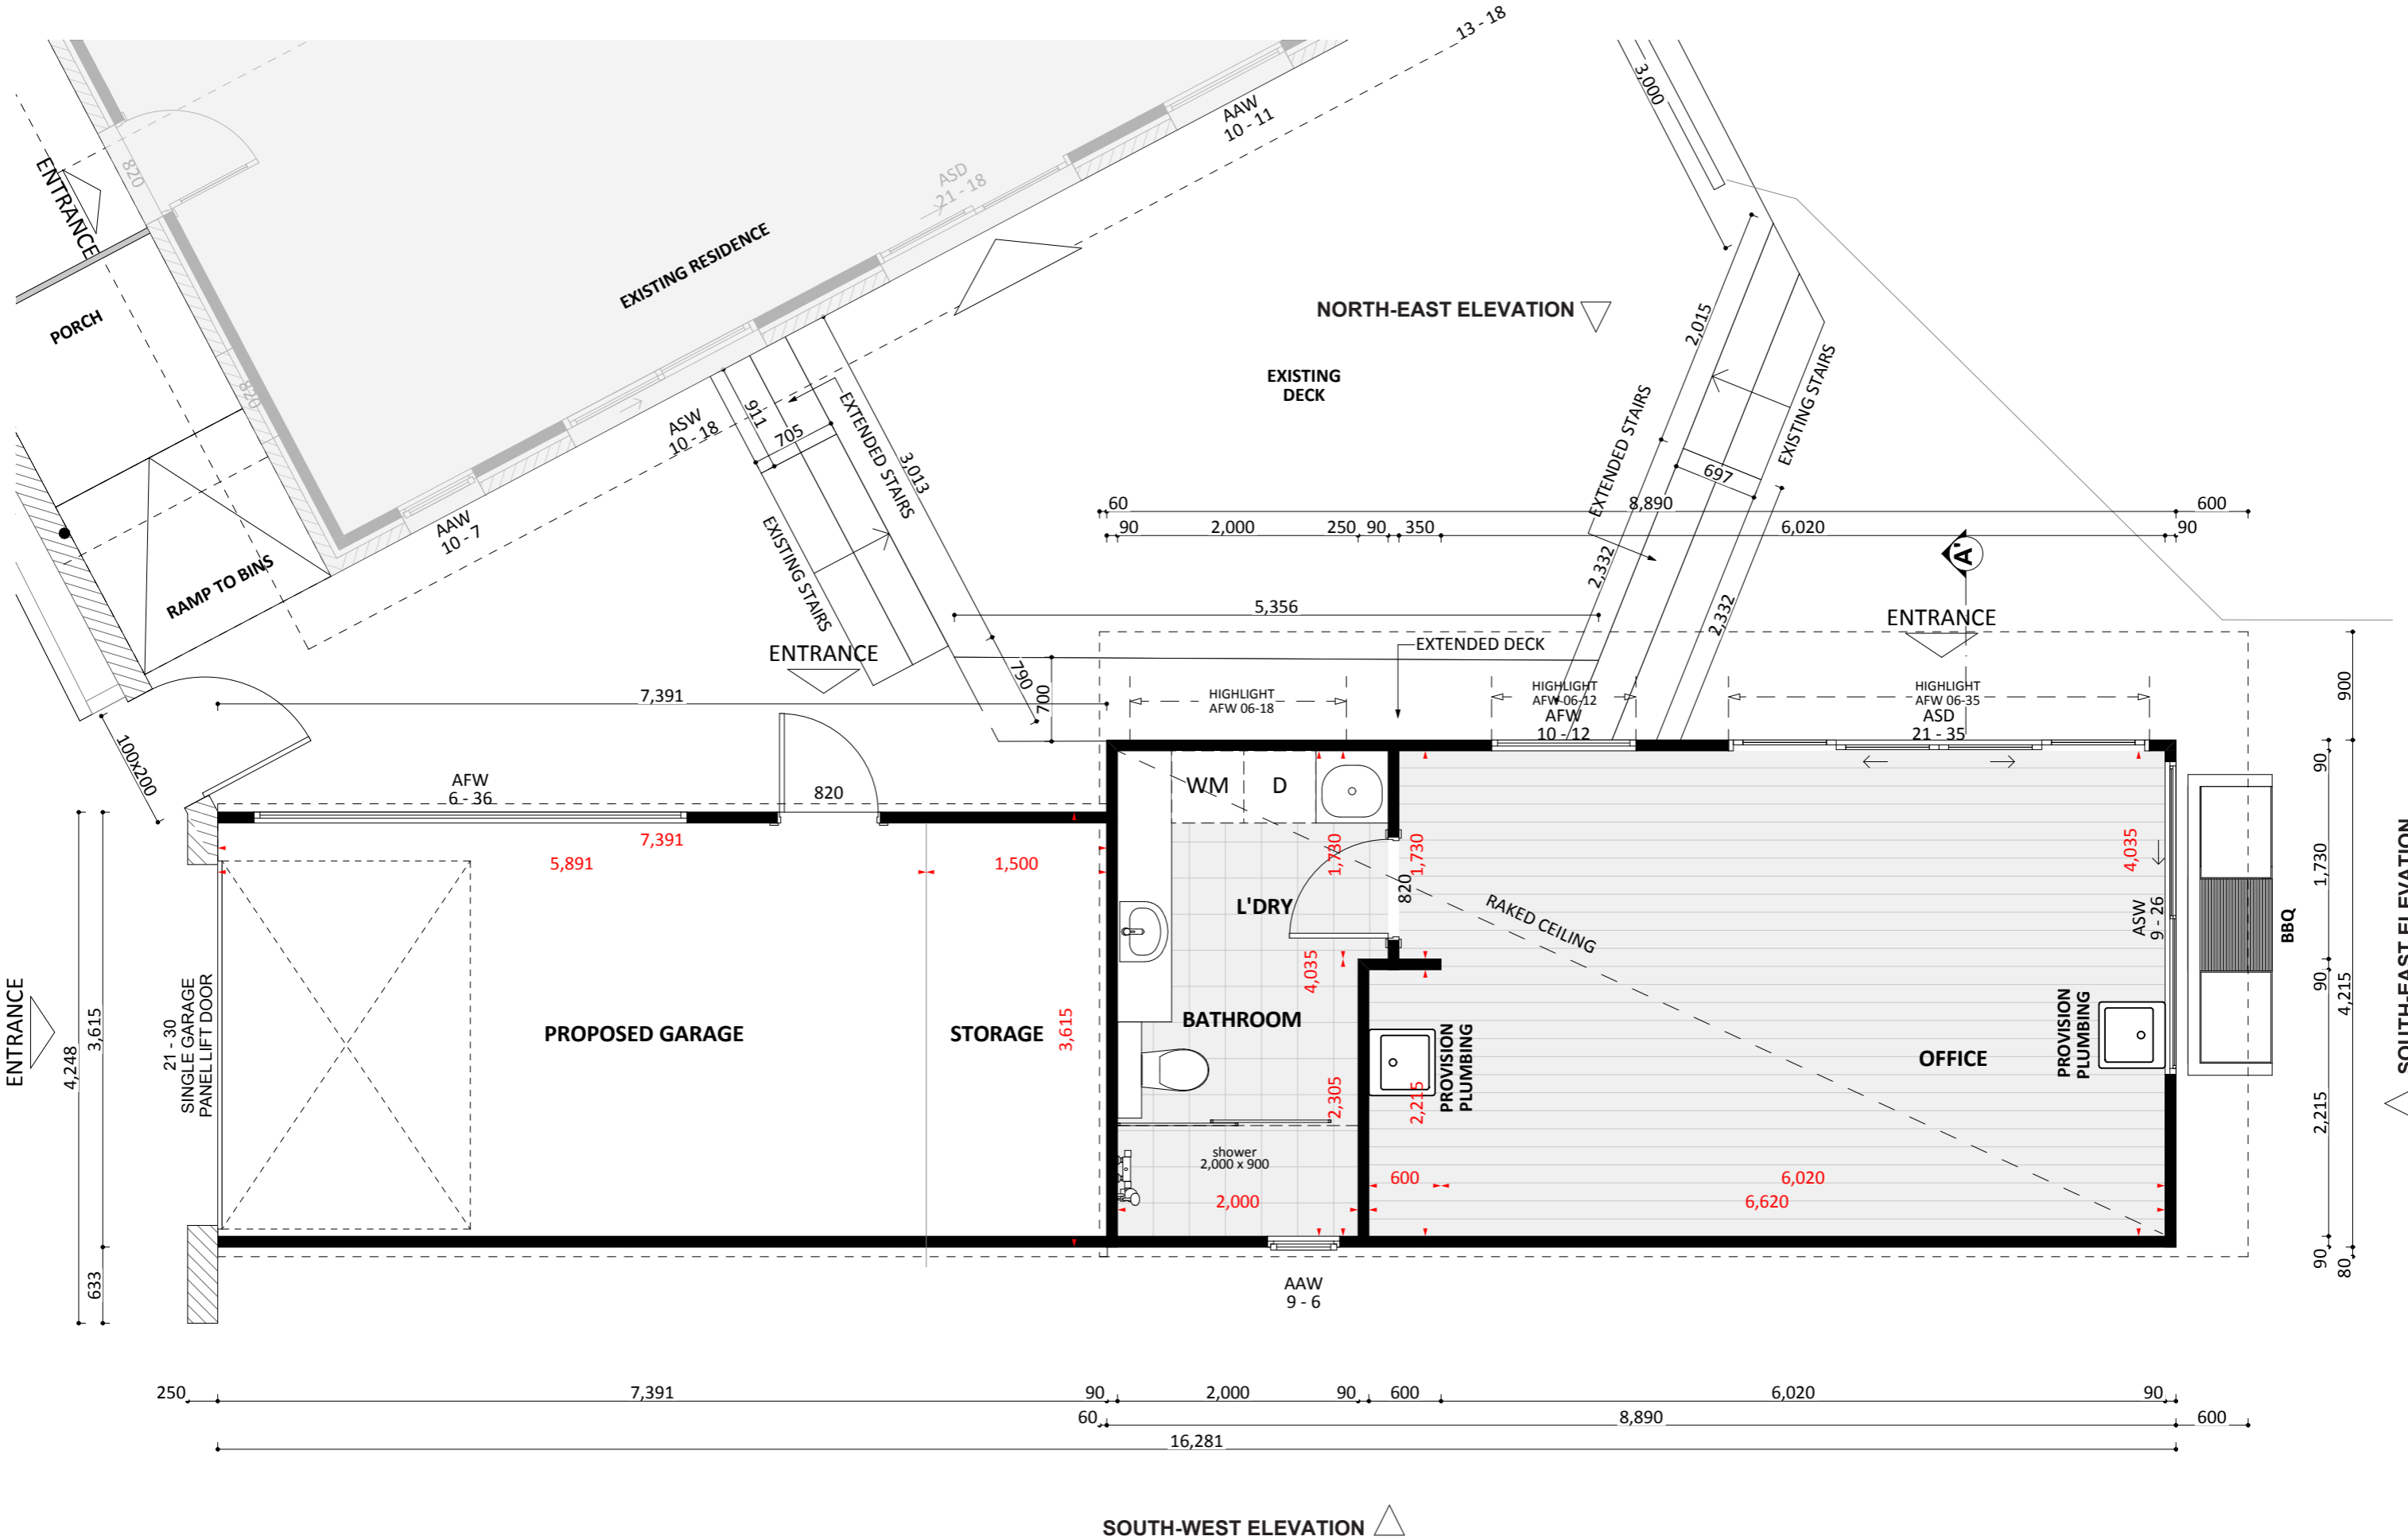 13 - 18
3,000
AAW
10 - 11
820
ENTRANCE
ASD
21 - 18
EXISTING RESIDENCE
PORCH
NORTH-EAST ELEVATION
2,015
EXISTING
DECK
820
ASW
10 - 18
911
705
EXTENDED STAIRS
3,013
EXISTING STAIRS
EXTENDED STAIRS
EXISTING STAIRS
697
AAW
10 - 7
RAMP TO BINS
60
8,890
600
90
2,000
250
90
350
6,020
90
A'
2,332
2,332
5,356
ENTRANCE
ENTRANCE
EXTENDED DECK
790
700
7,391
HIGHLIGHT
AFW 06-18
HIGHLIGHT
AFW 06-12
AFW
10 - 12
HIGHLIGHT
AFW 06-35
ASD
21 - 35
900
100x200
AFW
6 - 36
820
WM
D
90
7,391
5,891
1,500
1,730
1,730
820
4,035
1,730
L'DRY
RAKED CEILING
ASW
9 - 26
BBQ
SOUTH-EAST ELEVATION
4,035
90
4,215
ENTRANCE
4,248
3,615
21 - 30
SINGLE GARAGE
PANEL LIFT DOOR
PROPOSED GARAGE
STORAGE
3,615
BATHROOM
PROVISION
PLUMBING
OFFICE
PROVISION
PLUMBING
2,305
2,215
2,215
shower
2,000 x 900
600
6,020
2,000
6,620
633
90
80
AAW
9 - 6
250
7,391
90
2,000
90
600
6,020
90
60
8,890
600
16,281
SOUTH-WEST ELEVATION